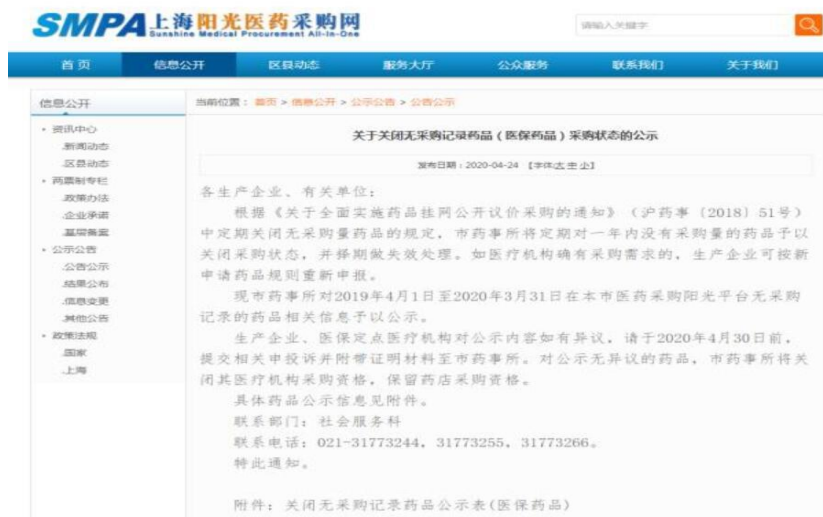 SMPA 上海阳光医药采购网
Sunshine Medical Procurement All-In-One
请输入关键字
首页 信息公开 区县动态 服务大厅 公众服务 联系我们 关于我们
信息公开
当前位置：首页 > 信息公开 > 公示公告 > 公告公示
· 资讯中心
.新闻动态
.区县动态
· 两票制专栏
.政策办法
.企业承诺
.基层备案
· 公示公告
.公告公示
.结果公布
.信息变更
.其他公告
· 政策法规
.国家
.上海
关于关闭无采购记录药品（医保药品）采购状态的公示
发布日期：2020-04-24 【字体:大 中 小】
各生产企业、有关单位：
根据《关于全面实施药品挂网公开议价采购的通知》（沪药事〔2018〕51号）
中定期关闭无采购量药品的规定，市药事所将定期对一年内没有采购量的药品予以
关闭采购状态，并择期做失效处理。如医疗机构确有采购需求的，生产企业可按新
申请药品规则重新申报。
现市药事所对2019年4月1日至2020年3月31日在本市医药采购阳光平台无采购
记录的药品相关信息予以公示。
生产企业、医保定点医疗机构对公示内容如有异议，请于2020年4月30日前，
提交相关申投诉并附带证明材料至市药事所。对公示无异议的药品，市药事所将关
闭其医疗机构采购资格，保留药店采购资格。
具体药品公示信息见附件。
联系部门：社会服务科
联系电话：021-31773244，31773255，31773266。
特此通知。
附件：关闭无采购记录药品公示表(医保药品)